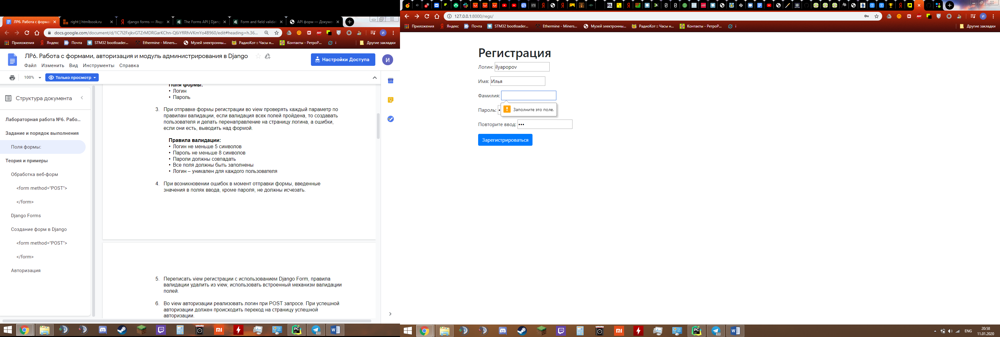 ЛР6. Работа с форма
right | htmlbook.ru
django forms — Янде
The Forms API | Djang
Form and field validat
API форм — Докумен
docs.google.com/document/d/1C7I2FxjkvGTZrMDRGarKChn-Q6iYflRfvVKmYo4B960/edit#heading=h.36...
Приложения
Яндекс
Почта
STM32 bootloader...
Ethermine - Miners...
Музей электронны...
РадиоКот :: Часы н...
Контакты - РетроР...
i
Другие закладки
ЛР6. Работа с формами, авторизация и модуль администрирования в Django
Файл Изменить Вид Инструменты Справка
Настройки Доступа
И
100%
Только просмотр
Структура документа
Лабораторная работа №6. Рабо...
Задание и порядок выполнения
Поля формы:
Теория и примеры
Обработка веб-форм
<form method="POST">
</form>
Django Forms
Создание форм в Django
<form method="POST">
</form>
Авторизация
Поля формы:
• Логин
• Пароль
3. При отправке формы регистрации во view проверять каждый параметр по
правилам валидации, если валидация всех полей пройдена, то создавать
пользователя и делать перенаправление на страницу логина, а ошибки,
если они есть, выводить над формой.
Правила валидации:
• Логин не меньше 5 символов
• Пароль не меньше 8 символов
• Пароли должны совпадать
• Все поля должны быть заполнены
• Логин – уникален для каждого пользователя
4. При возникновении ошибок в момент отправки формы, введенные
значения в полях ввода, кроме пароля, не должны исчезать.
5. Переписать view регистрации с использованием Django Form, правила
валидации удалить из view, использовать встроенный механизм валидации
полей.
6. Во view авторизации реализовать логин при POST запросе. При успешной
авторизации должен происходить переход на страницу успешной
авторизации.
127.0.0.1:8000/regs/
Приложения
Яндекс
Почта
STM32 bootloader...
Ethermine - Miners...
Музей электронны...
РадиоКот :: Часы н...
Контакты - РетроР...
i
Другие закладки
Регистрация
Логин: ilyapopov
Имя: Илья
Фамилия:
Заполните это поле.
Пароль:
Повторите ввод: •••
Зарегистрироваться
ENG
20:58
11.01.2020